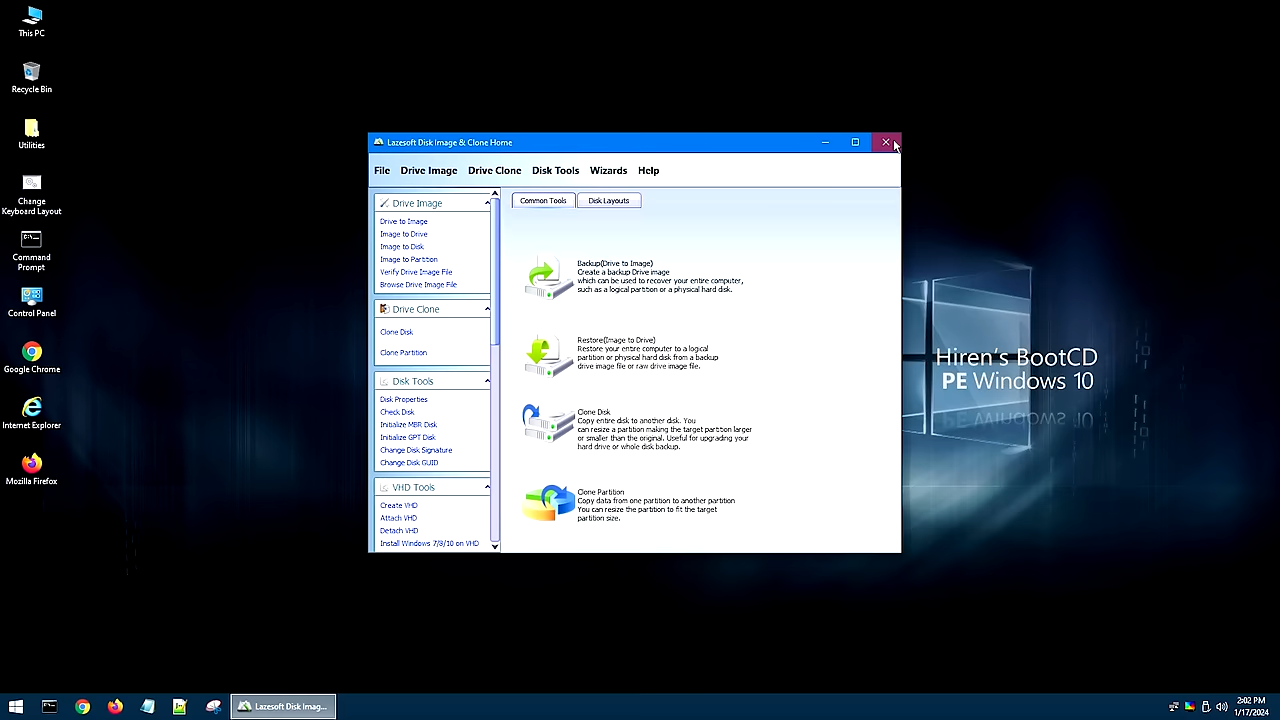 This PC
Recycle Bin
Utilities
Change
Keyboard Layout
Command
Prompt
Control Panel
Google Chrome
Internet Explorer
Mozilla Firefox
Lazesoft Disk Image & Clone Home
File Drive Image Drive Clone Disk Tools Wizards Help
Drive Image
Drive to Image
Image to Drive
Image to Disk
Image to Partition
Verify Drive Image File
Browse Drive Image File
Drive Clone
Clone Disk
Clone Partition
Disk Tools
Disk Properties
Check Disk
Initialize MBR Disk
Initialize GPT Disk
Change Disk Signature
Change Disk GUID
VHD Tools
Create VHD
Attach VHD
Detach VHD
Install Windows 7/8/10 on VHD
Common Tools Disk Layouts
Backup(Drive to Image)
Create a backup Drive image
which can be used to recover your entire computer,
such as a logical partition or a physical hard disk.
Restore(Image to Drive)
Restore your entire computer to a logical
partition or physical hard disk from a backup
drive image file or raw drive image file.
Clone Disk
Copy entire disk to another disk. You
can resize a partition making the target partition larger
or smaller than the original. Useful for upgrading your
hard drive or whole disk backup.
Clone Partition
Copy data from one partition to another partition
You can resize the partition to fit the target
partition size.
Hiren's BootCD
PE Windows 10
Lazesoft Disk Imag...
2:02 PM
1/17/2024